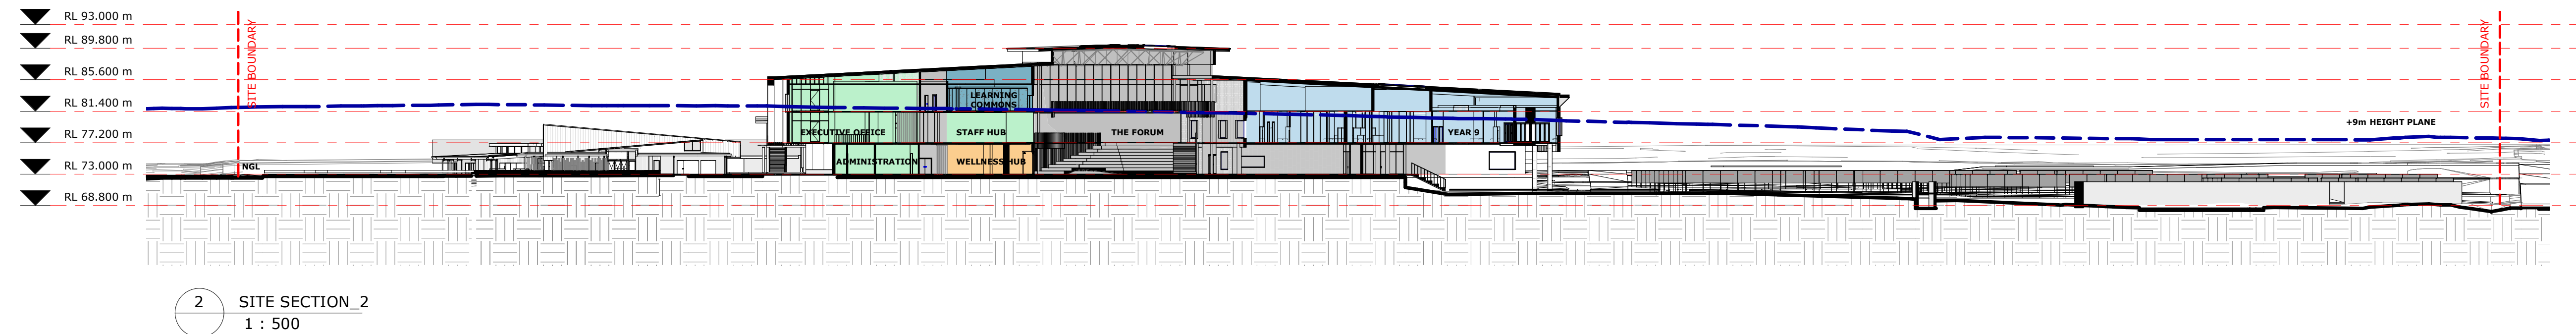 RL 93.000 m
RL 89.800 m
RL 85.600 m
RL 81.400 m
RL 77.200 m
RL 73.000 m
RL 68.800 m
SITE BOUNDARY
NGL
LEARNING
COMMONS
EXECUTIVE OFFICE
STAFF HUB
THE FORUM
YEAR 9
ADMINISTRATION
WELLNESS HUB
+9m HEIGHT PLANE
SITE BOUNDARY
2
SITE SECTION_2
1 : 500